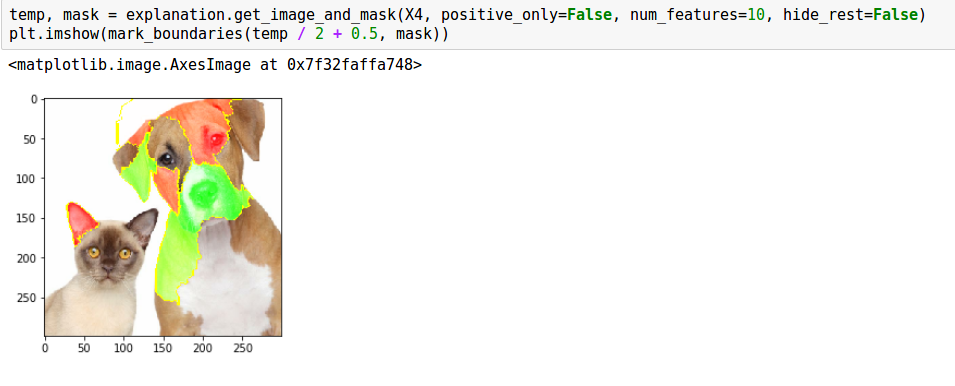 temp, mask = explanation.get_image_and_mask(X4, positive_only=False, num_features=10, hide_rest=False)
plt.imshow(mark_boundaries(temp / 2 + 0.5, mask))
<matplotlib.image.AxesImage at 0x7f32faffa748>
0
50
100
150
200
250
0 50 100 150 200 250